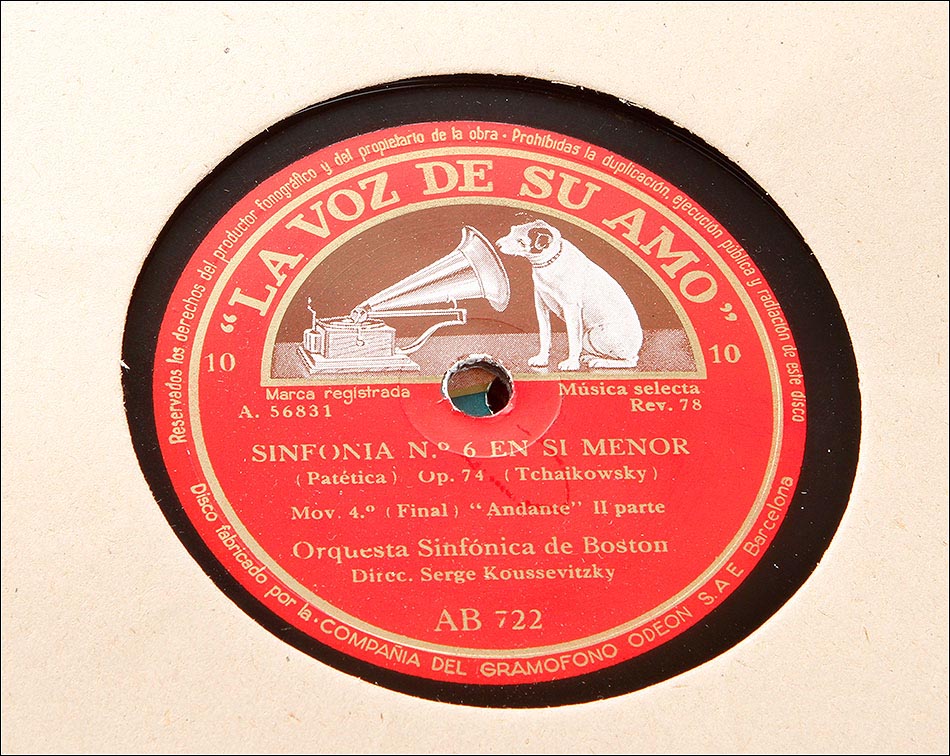 Reservados los derechos del productor fonográfico y del propietario de la obra · Prohibidas la duplicación, ejecución pública y radiación de este disco
“LA VOZ DE SU AMO”
10 10
Marca registrada Música selecta
A. 56831 Rev. 78
SINFONIA N.º 6 EN SI MENOR
(Patética) Op. 74 (Tchaikowsky)
Mov. 4.º (Final) “Andante” II parte
Orquesta Sinfónica de Boston
Direc. Serge Koussevitzky
AB 722
Disco fabricado por la · COMPAÑIA DEL GRAMOFONO ODEON S.A E Barcelona